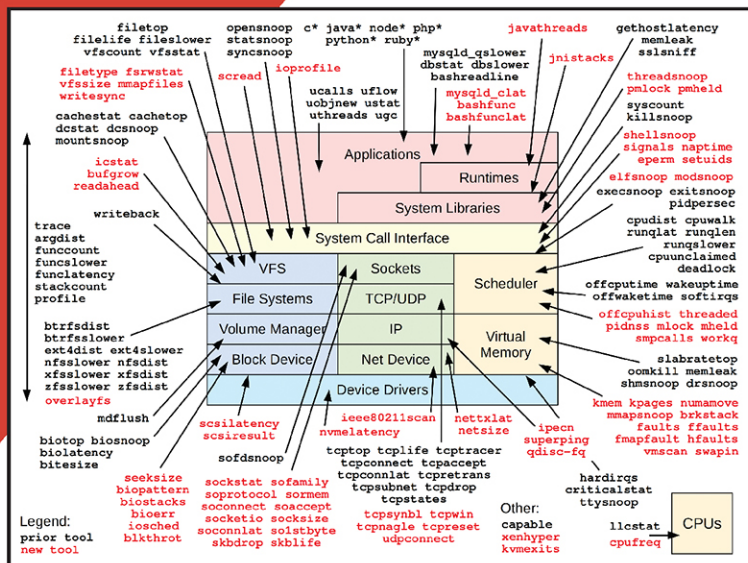 filetop
filelife fileslower
vfscount vfsstat
opensnoop
statsnoop
syncsnoop
c* java* node* php*
python* ruby*
javathreads
gethostlatency
memleak
sslsniff
filetype fsrwstat
vfssize mmapfiles
writesync
scread
ioprofile
mysqld_qslower
dbstat dbslower
bashreadline
jnistacks
threadsnoop
pmlock pmheld
ucalls uflow
uobjnew ustat
uthreads ugc
mysqld_clat
bashfunc
bashfunclat
syscount
killsnoop
cachestat cachetop
dcstat dcsnoop
mountsnoop
shellsnoop
signals naptime
eperm setuids
icstat
bufgrow
readahead
elfsnoop modsnoop
execsnoop exitsnoop
pidpersec
writeback
cpudist cpuwalk
runqlat runqlen
runqslower
cpuunclaimed
deadlock
trace
argdist
funccount
funcslower
funclatency
stackcount
profile
offcputime wakeuptime
offwaketime softirqs
offcpuhist threaded
pidnss mlock mheld
smpcalls workq
btrfsdist
btrfsslower
ext4dist ext4slower
nfsslower nfsdist
xfsslower xfsdist
zfsslower zfsdist
overlayfs
slabratetop
oomkill memleak
shmsnoop drsnoop
Applications
Runtimes
System Libraries
System Call Interface
VFS
Sockets
Scheduler
File Systems
TCP/UDP
Volume Manager
IP
Virtual
Memory
Block Device
Net Device
Device Drivers
kmem kpages numamove
mmapsnoop brkstack
faults ffaults
fmapfault hfaults
vmscan swapin
mdflush
scsilatency
scsiresult
ieee80211scan
nvmelatency
nettxlat
netsize
ipecn
superping
qdisc-fq
biotop biosnoop
biolatency
bitesize
sofdsnoop
tcptop tcplife tcptracer
tcpconnect tcpaccept
tcpconnlat tcpretrans
tcpsubnet tcpdrop
tcpstates
hardirqs
criticalstat
ttysnoop
seeksize
biopattern
biostacks
bioerr
iosched
blkthrot
sockstat sofamily
soprotocol sormem
soconnect soaccept
socketio socksize
soconnlat so1stbyte
skbdrop skblife
tcpsynbl tcpwin
tcpnagle tcpreset
udpconnect
Legend:
prior tool
new tool
Other:
capable
xenhyper
kvmexits
llcstat
cpufreq
CPUs